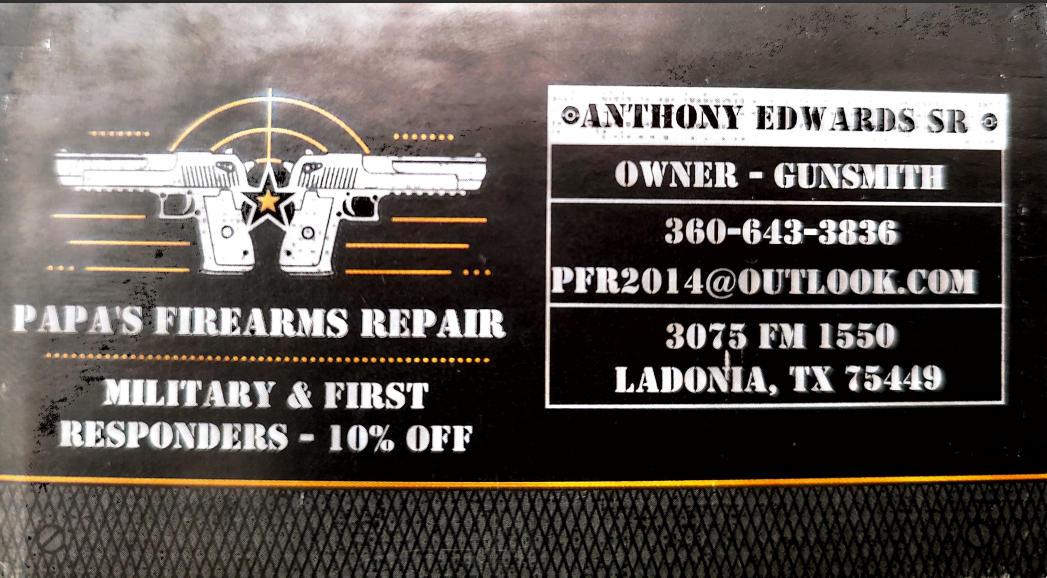 PAPA'S FIREARMS REPAIR
MILITARY & FIRST
RESPONDERS - 10% OFF
ANTHONY EDWARDS SR
OWNER - GUNSMITH
360-643-3836
PFR2014@OUTLOOK.COM
3075 FM 1550
LADONIA, TX 75449